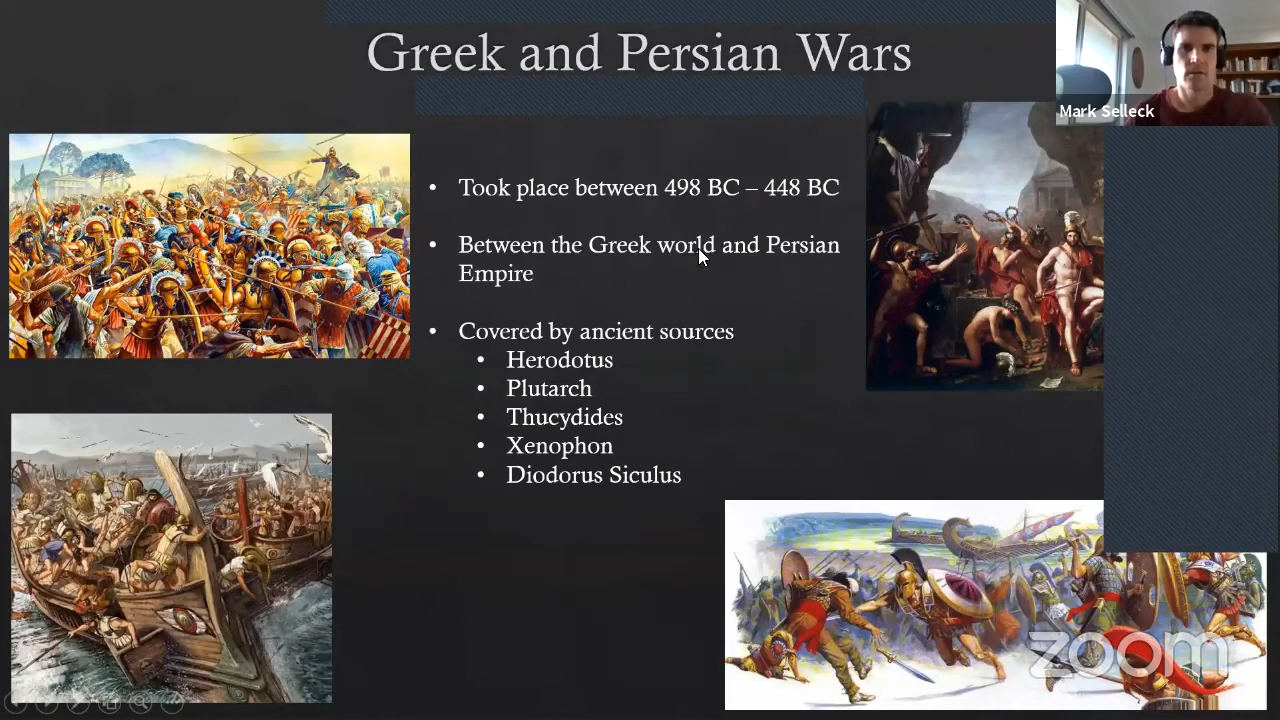 Greek and Persian Wars
Mark Selleck
• Took place between 498 BC – 448 BC
• Between the Greek world and Persian
Empire
• Covered by ancient sources
• Herodotus
• Plutarch
• Thucydides
• Xenophon
• Diodorus Siculus
zoom